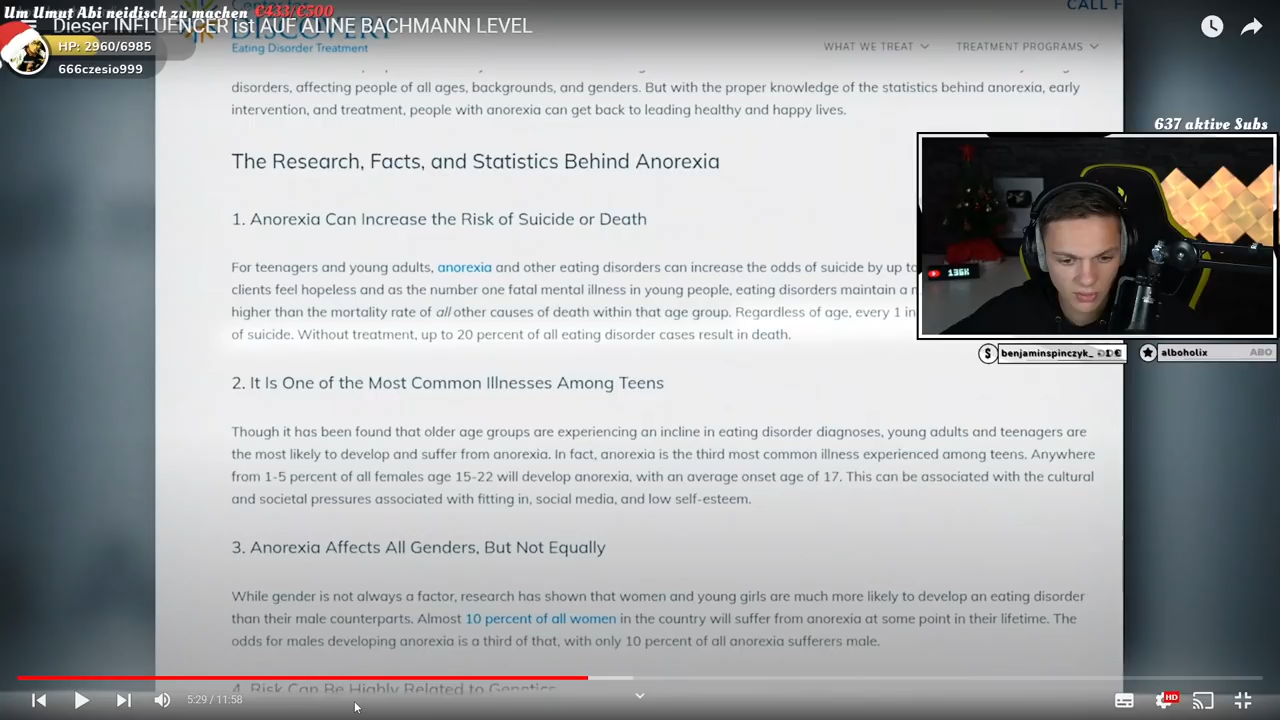 Um Umut Abi neidisch zu machen €433/€500
Dieser INFLUENCER ist AUF ALINE BACHMANN LEVEL
HP: 2960/6985
666czesio999
DISCOVERY
Eating Disorder Treatment
CALL
WHAT WE TREAT
TREATMENT PROGRAMS
disorders, affecting people of all ages, backgrounds, and genders. But with the proper knowledge of the statistics behind anorexia, early
intervention, and treatment, people with anorexia can get back to leading healthy and happy lives.
637 aktive Subs
The Research, Facts, and Statistics Behind Anorexia
1. Anorexia Can Increase the Risk of Suicide or Death
For teenagers and young adults, anorexia and other eating disorders can increase the odds of suicide by up to
clients feel hopeless and as the number one fatal mental illness in young people, eating disorders maintain a
higher than the mortality rate of all other causes of death within that age group. Regardless of age, every 1 in
of suicide. Without treatment, up to 20 percent of all eating disorder cases result in death.
136K
benjaminspinczyk_
alboholix ABO
2. It Is One of the Most Common Illnesses Among Teens
Though it has been found that older age groups are experiencing an incline in eating disorder diagnoses, young adults and teenagers are
the most likely to develop and suffer from anorexia. In fact, anorexia is the third most common illness experienced among teens. Anywhere
from 1-5 percent of all females age 15-22 will develop anorexia, with an average onset age of 17. This can be associated with the cultural
and societal pressures associated with fitting in, social media, and low self-esteem.
3. Anorexia Affects All Genders, But Not Equally
While gender is not always a factor, research has shown that women and young girls are much more likely to develop an eating disorder
than their male counterparts. Almost 10 percent of all women in the country will suffer from anorexia at some point in their lifetime. The
odds for males developing anorexia is a third of that, with only 10 percent of all anorexia sufferers male.
4. Risk Can Be Highly Related to Genetics
5:29 / 11:58
HD